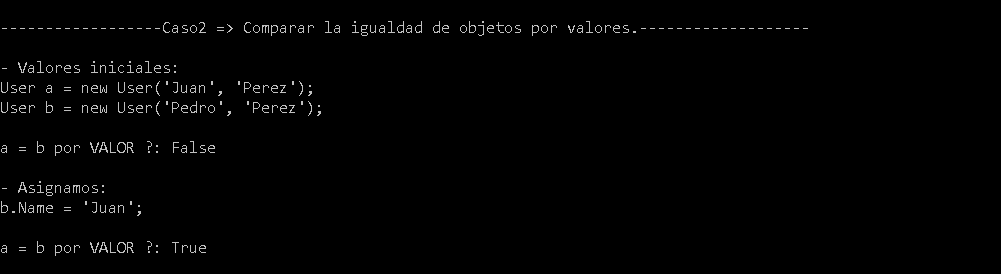 ------------------Caso2 => Comparar la igualdad de objetos por valores.-------------------
- Valores iniciales:
User a = new User('Juan', 'Perez');
User b = new User('Pedro', 'Perez');
a = b por VALOR ?: False
- Asignamos:
b.Name = 'Juan';
a = b por VALOR ?: True